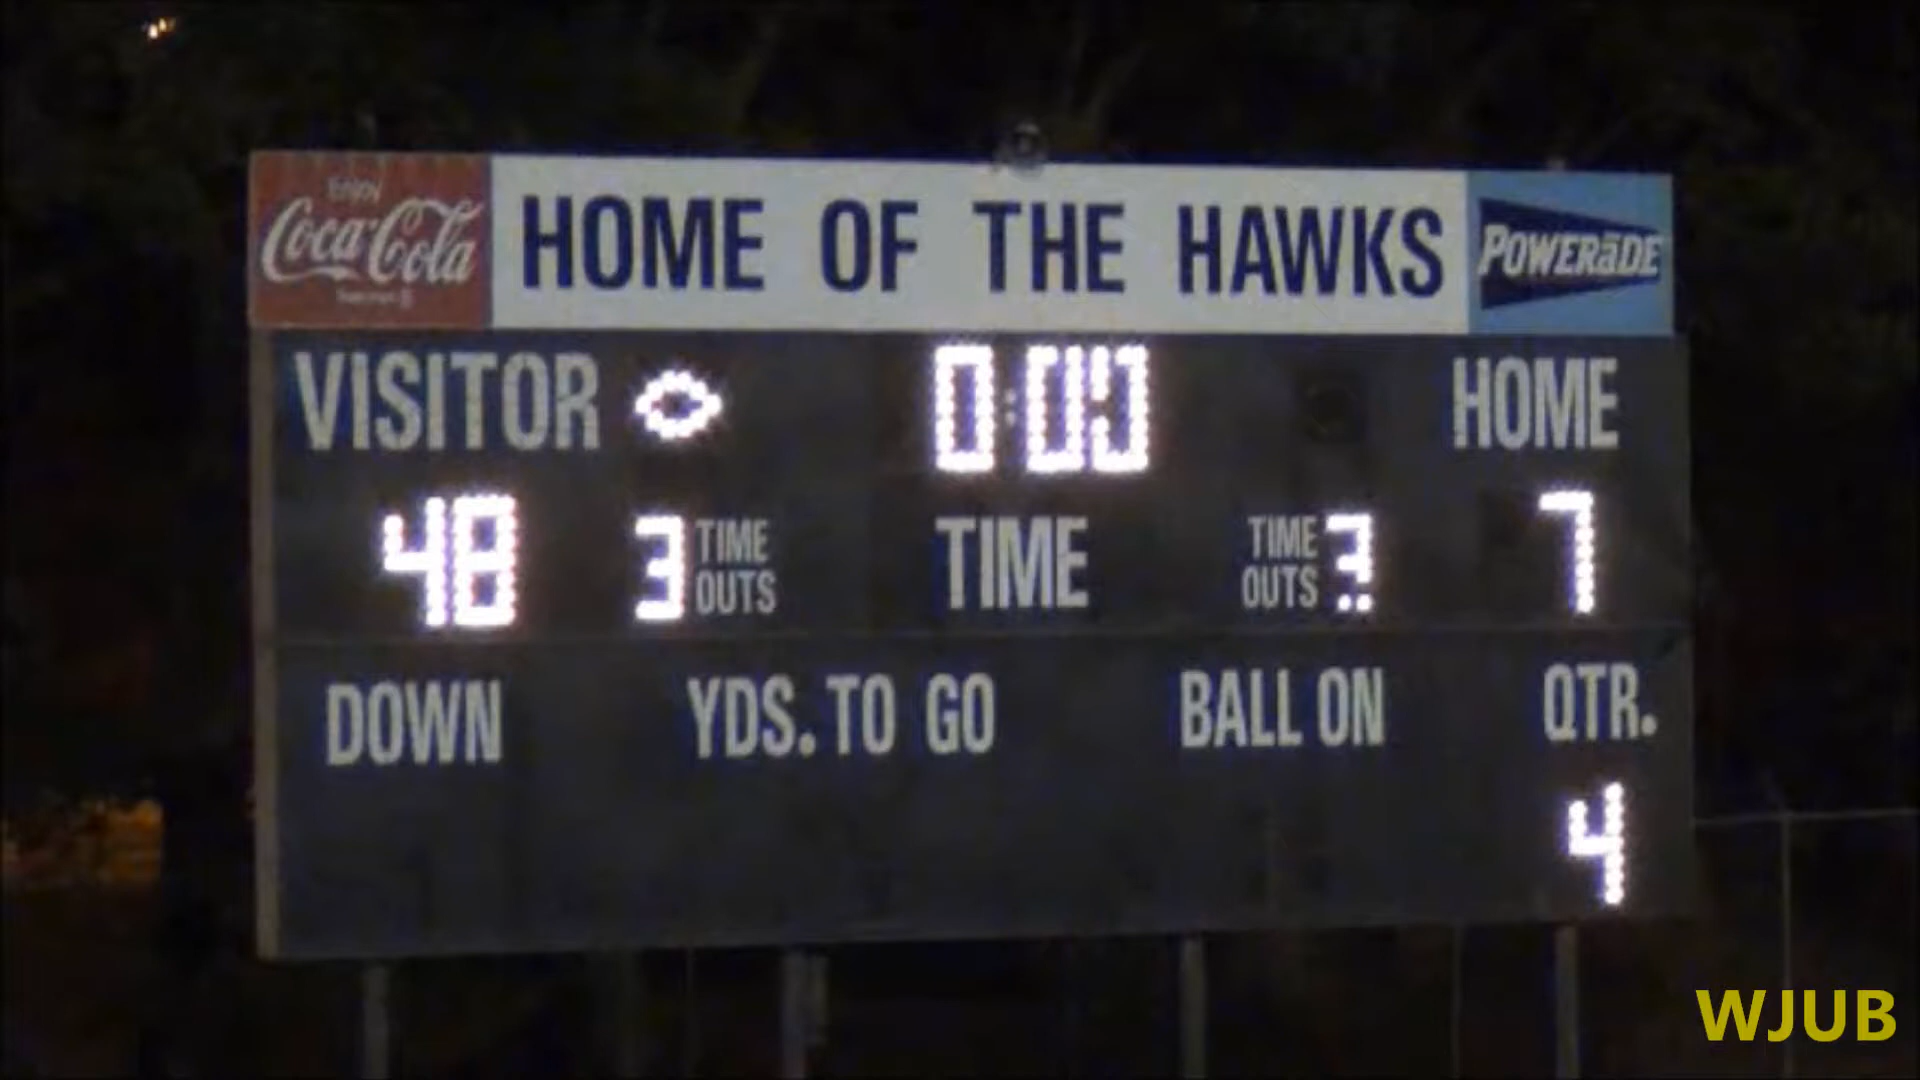 Enjoy
Coca-Cola
HOME OF THE HAWKS
POWERāDE
VISITOR 0:00 HOME
48 3 TIME OUTS TIME TIME OUTS 3 7
DOWN YDS. TO GO BALL ON QTR.
4
WJUB